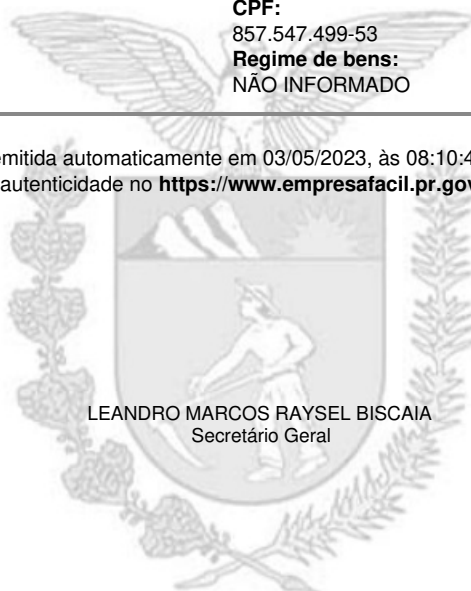 CPF:
857.547.499-53
Regime de bens:
NÃO INFORMADO
emitida automaticamente em 03/05/2023, às 08:10:4
autenticidade no https://www.empresafacil.pr.gov
LEANDRO MARCOS RAYSEL BISCAIA
Secretário Geral